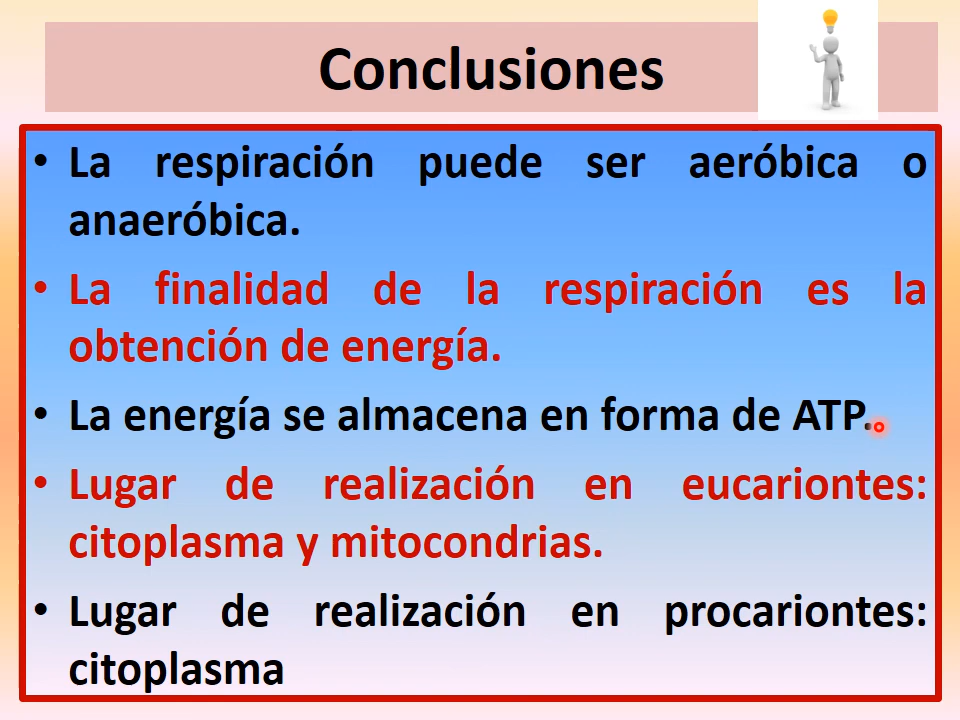 Conclusiones
• La respiración puede ser aeróbica o
anaeróbica.
• La finalidad de la respiración es la
obtención de energía.
• La energía se almacena en forma de ATP.
• Lugar de realización en eucariontes:
citoplasma y mitocondrias.
• Lugar de realización en procariontes:
citoplasma